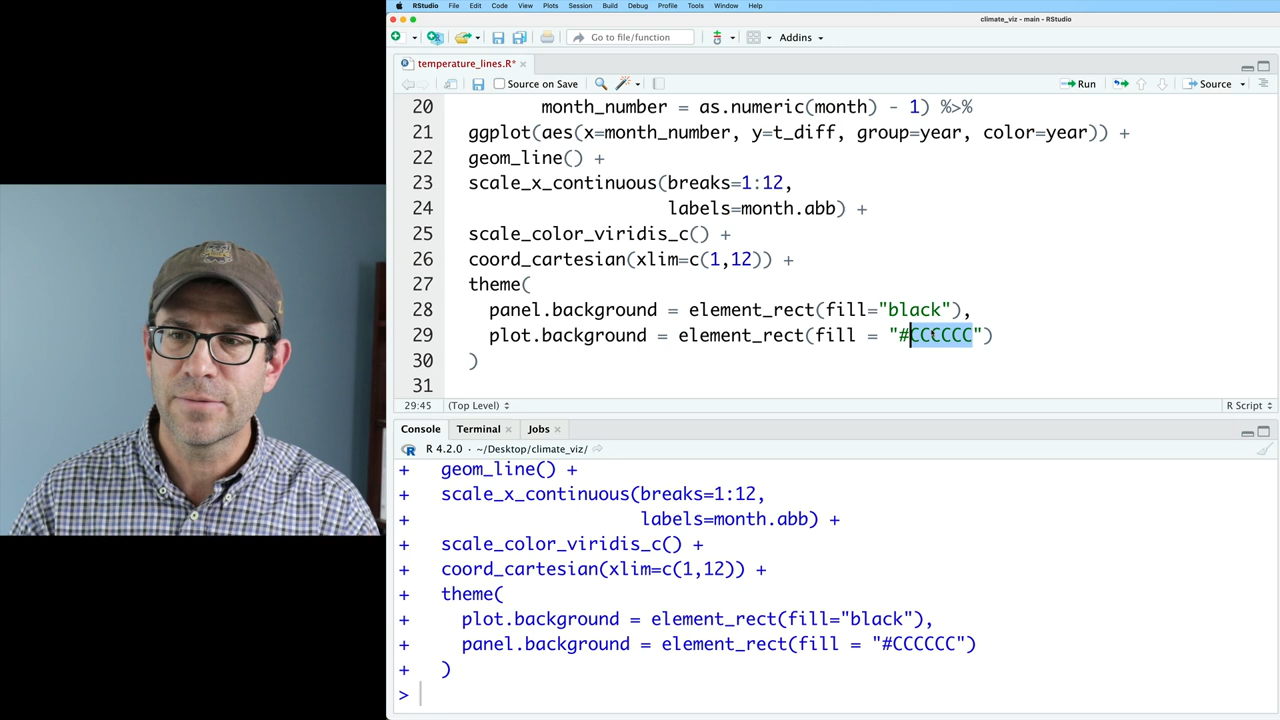 RStudio File Edit Code View Plots Session Build Debug Profile Tools Window Help
climate_viz - main - RStudio
Go to file/function Addins
temperature_lines.R*
Source on Save Run Source
20 month_number = as.numeric(month) - 1) %>%
21 ggplot(aes(x=month_number, y=t_diff, group=year, color=year)) +
22 geom_line() +
23 scale_x_continuous(breaks=1:12,
24 labels=month.abb) +
25 scale_color_viridis_c() +
26 coord_cartesian(xlim=c(1,12)) +
27 theme(
28 panel.background = element_rect(fill="black"),
29 plot.background = element_rect(fill = "#CCCCCC")
30 )
31
29:45 (Top Level) R Script
Console Terminal Jobs
R 4.2.0 · ~/Desktop/climate_viz/
+ geom_line() +
+ scale_x_continuous(breaks=1:12,
+ labels=month.abb) +
+ scale_color_viridis_c() +
+ coord_cartesian(xlim=c(1,12)) +
+ theme(
+ plot.background = element_rect(fill="black"),
+ panel.background = element_rect(fill = "#CCCCCC")
+ )
>